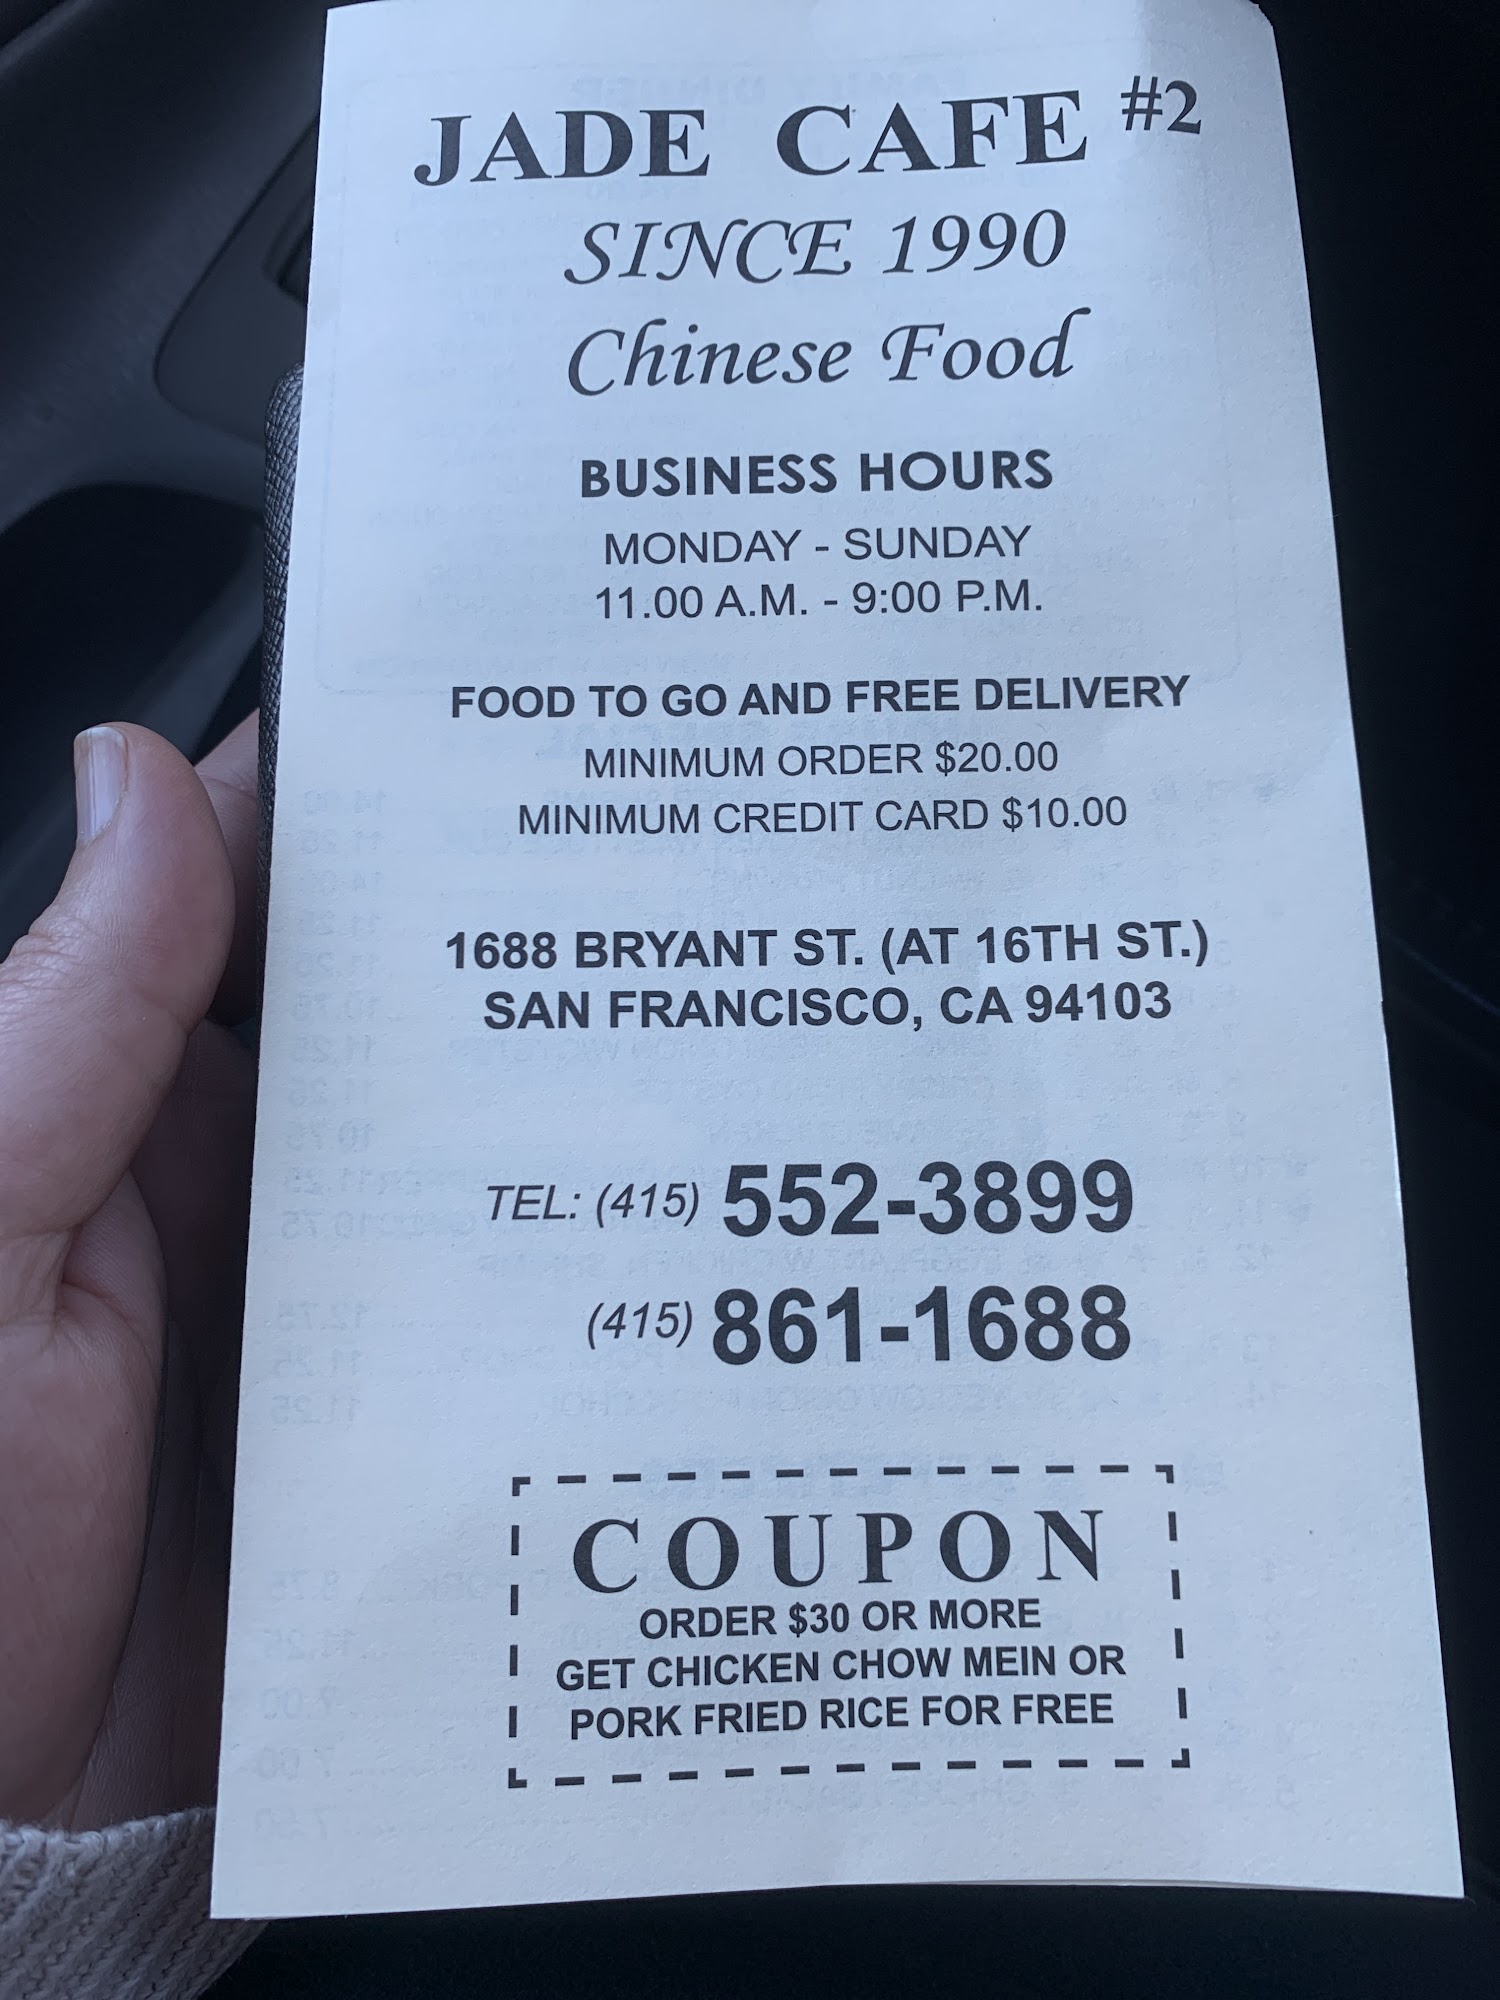 JADE CAFE #2
SINCE 1990
Chinese Food
BUSINESS HOURS
MONDAY - SUNDAY
11.00 A.M. - 9:00 P.M.
FOOD TO GO AND FREE DELIVERY
MINIMUM ORDER $20.00
MINIMUM CREDIT CARD $10.00
1688 BRYANT ST. (AT 16TH ST.)
SAN FRANCISCO, CA 94103
TEL: (415) 552-3899
(415) 861-1688
COUPON
ORDER $30 OR MORE
GET CHICKEN CHOW MEIN OR
PORK FRIED RICE FOR FREE